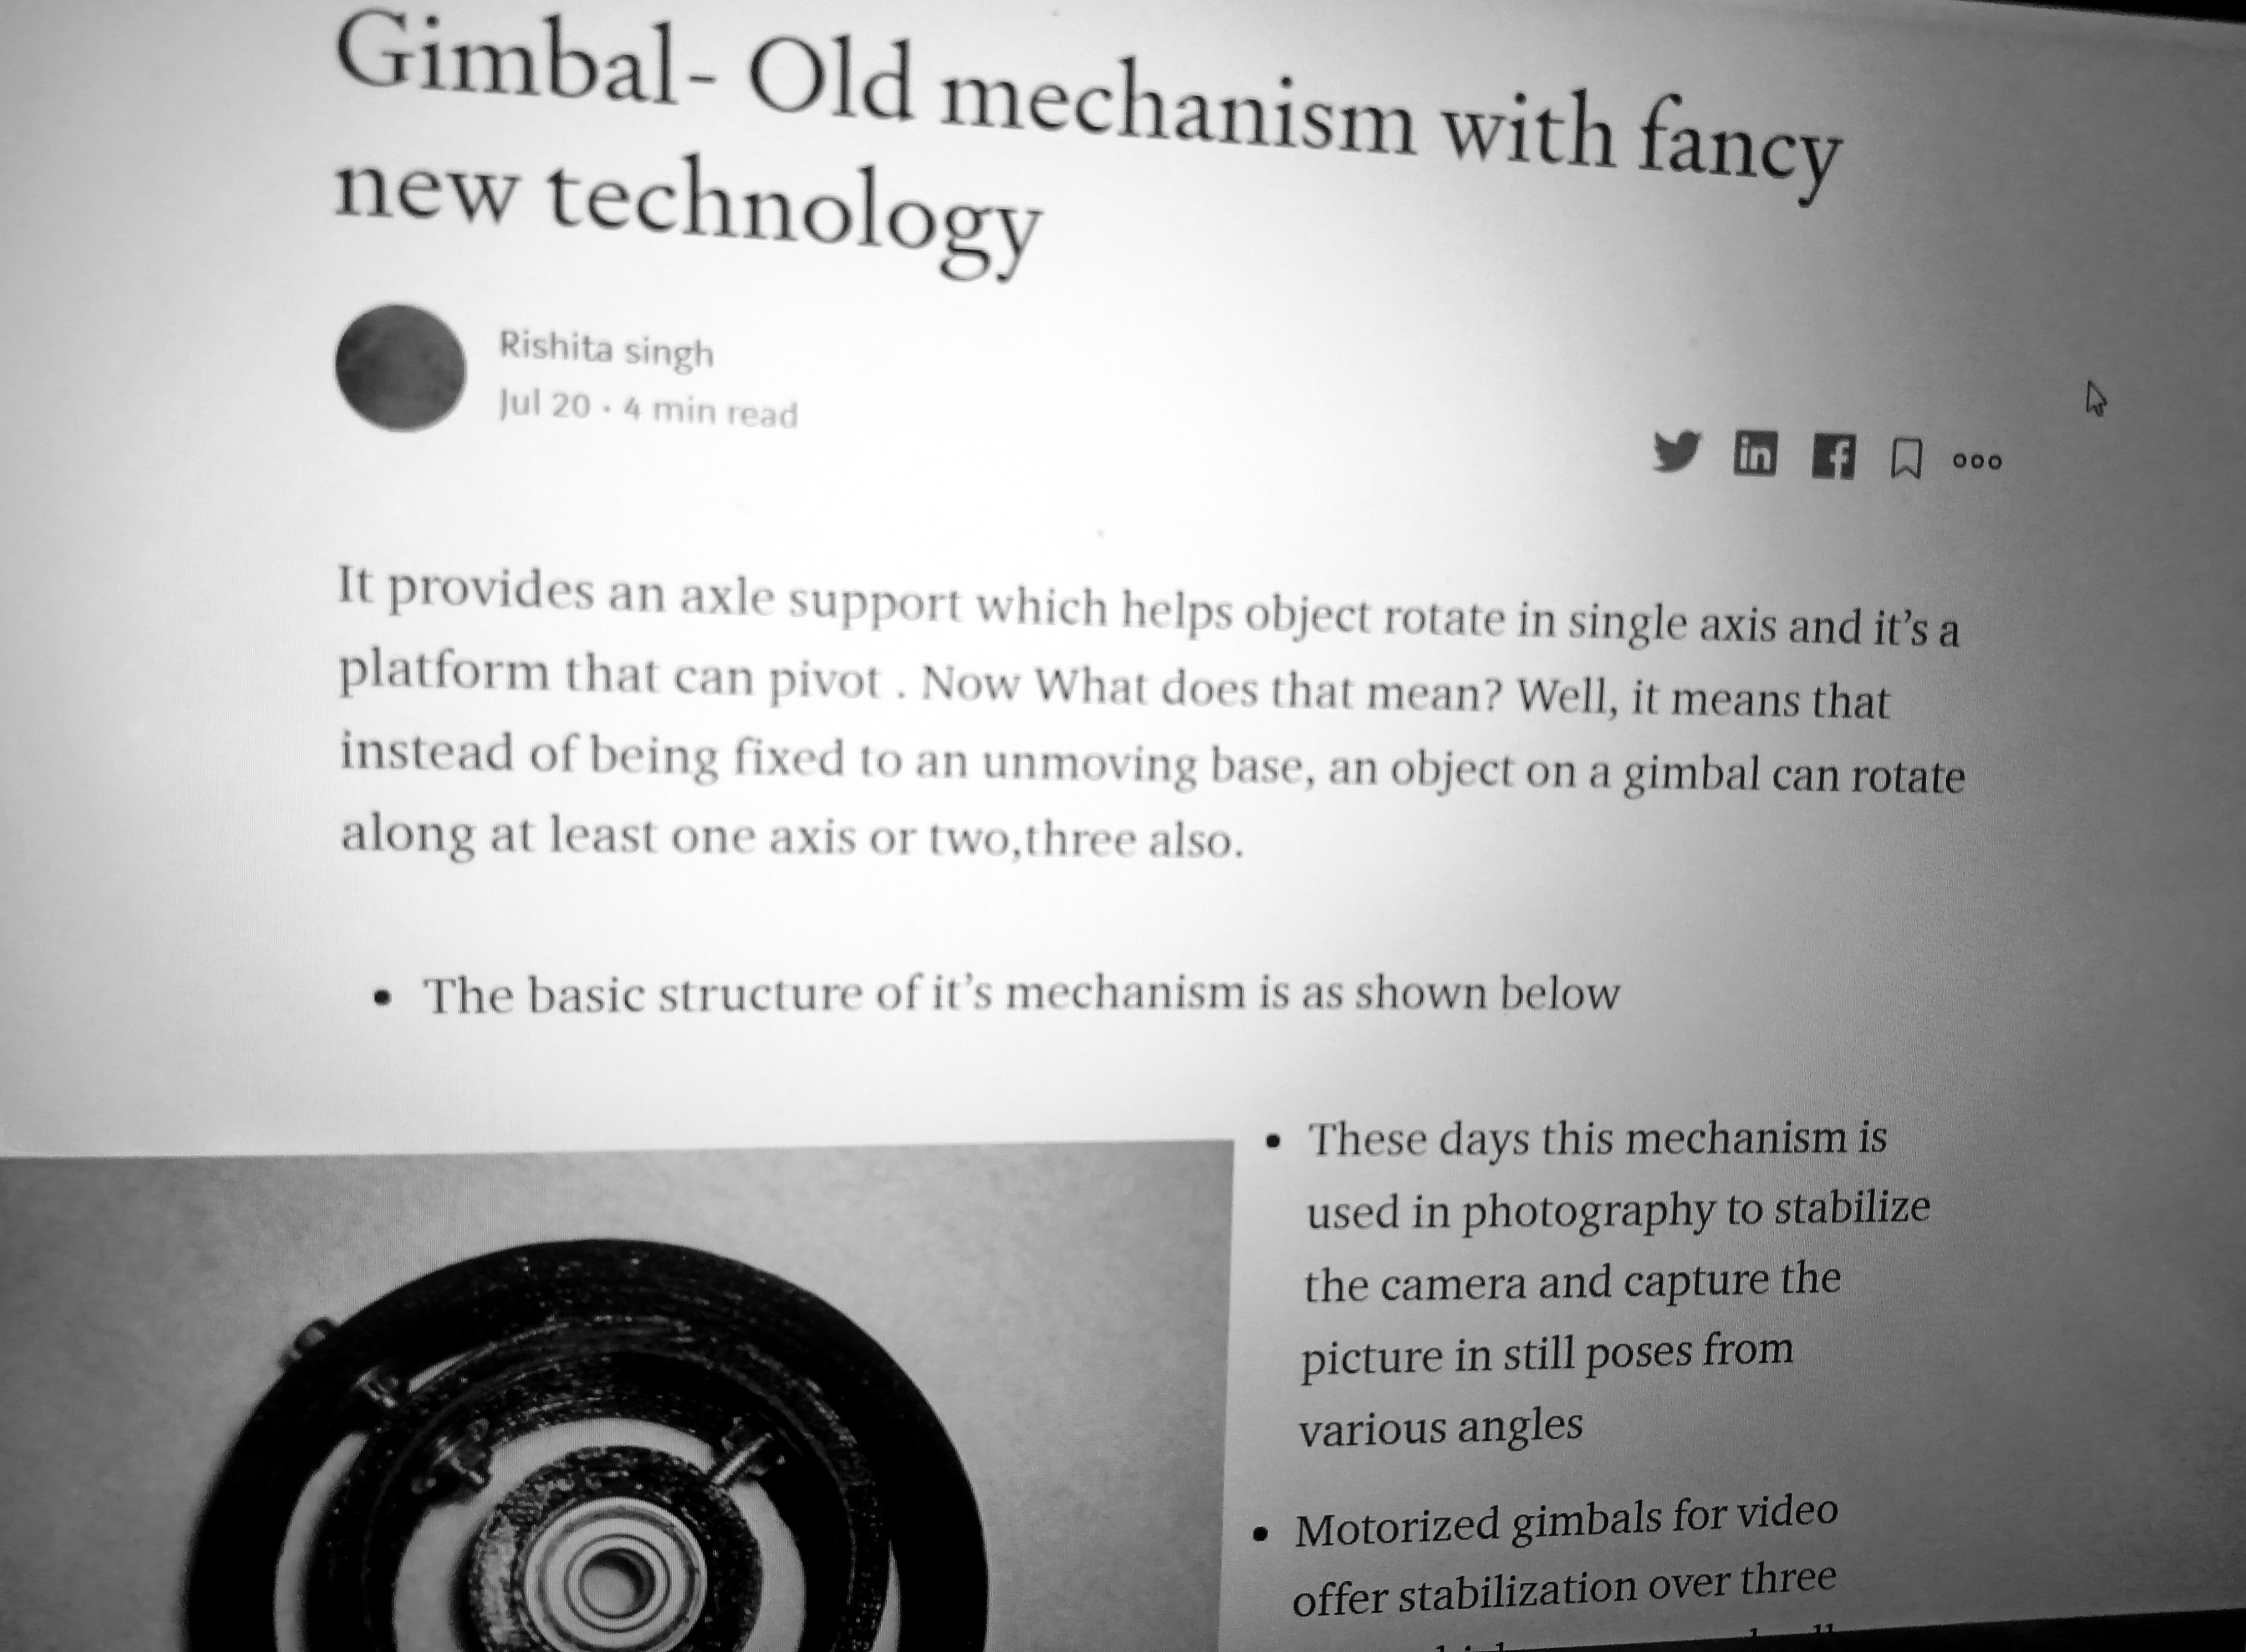 Gimbal- Old mechanism with fancy
new technology
Rishita singh
Jul 20 · 4 min read
It provides an axle support which helps object rotate in single axis and it’s a
platform that can pivot . Now What does that mean? Well, it means that
instead of being fixed to an unmoving base, an object on a gimbal can rotate
along at least one axis or two,three also.
• The basic structure of it’s mechanism is as shown below
• These days this mechanism is
used in photography to stabilize
the camera and capture the
picture in still poses from
various angles
• Motorized gimbals for video
offer stabilization over three